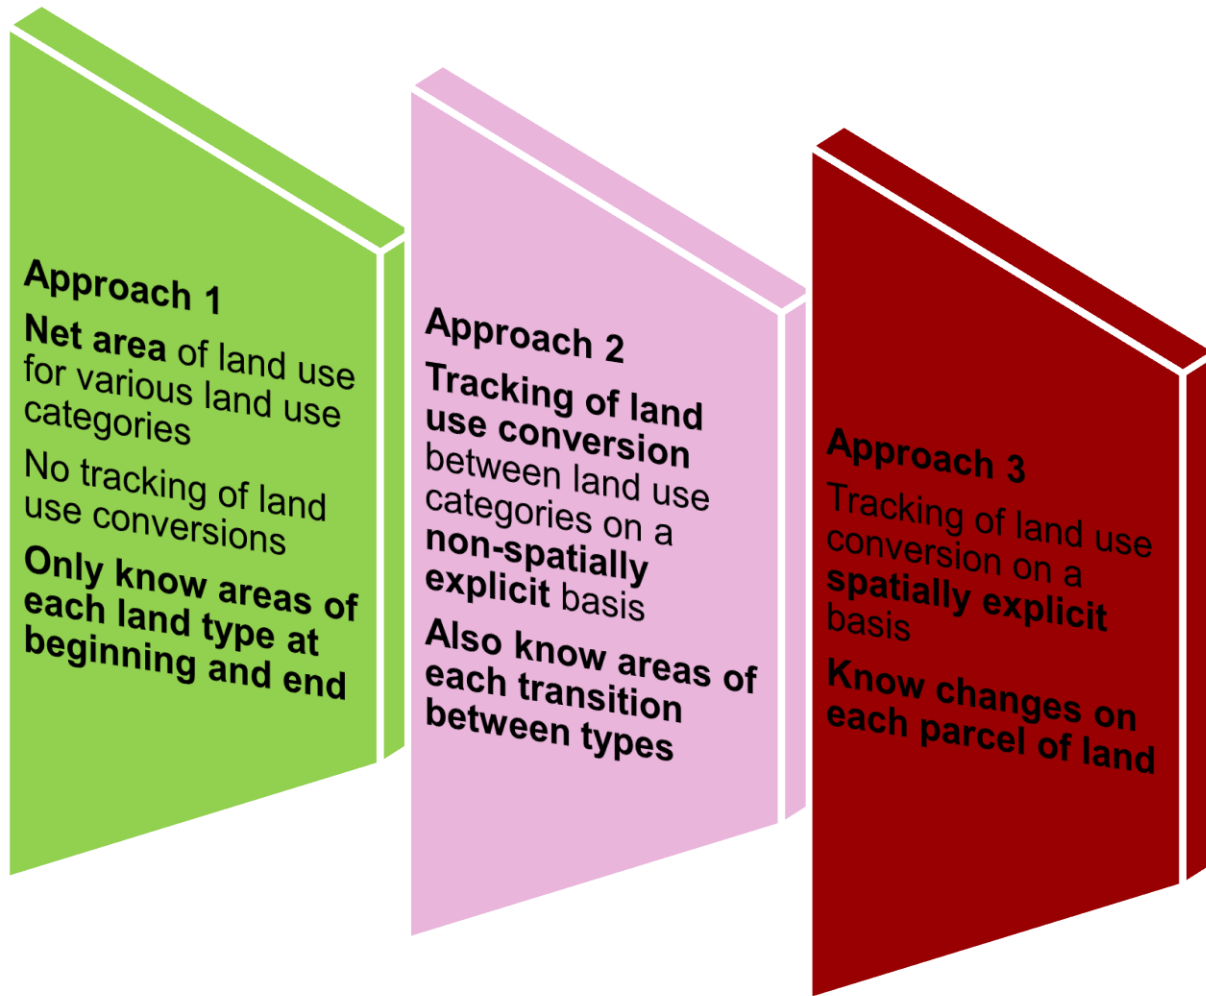 Approach 1
Net area of land use
for various land use
categories
No tracking of land
use conversions
Only know areas of
each land type at
beginning and end
Approach 2
Tracking of land
use conversion
between land use
categories on a
non-spatially
explicit basis
Also know areas of
each transition
between types
Approach 3
Tracking of land use
conversion on a
spatially explicit
basis
Know changes on
each parcel of land